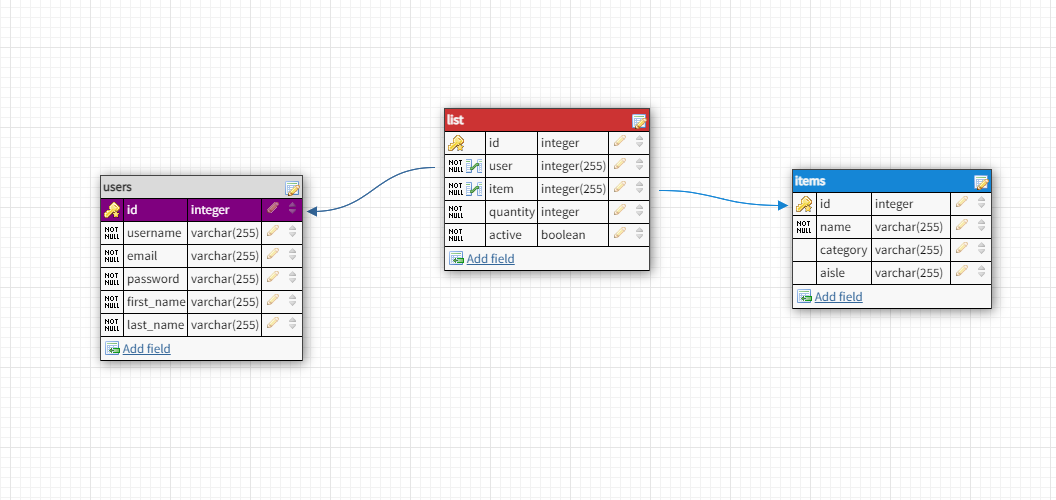 users
id integer
NOT NULL username varchar(255)
NOT NULL email varchar(255)
NOT NULL password varchar(255)
NOT NULL first_name varchar(255)
NOT NULL last_name varchar(255)
Add field
list
id integer
NOT NULL user integer(255)
NOT NULL item integer(255)
NOT NULL quantity integer
NOT NULL active boolean
Add field
items
id integer
NOT NULL name varchar(255)
category varchar(255)
aisle varchar(255)
Add field